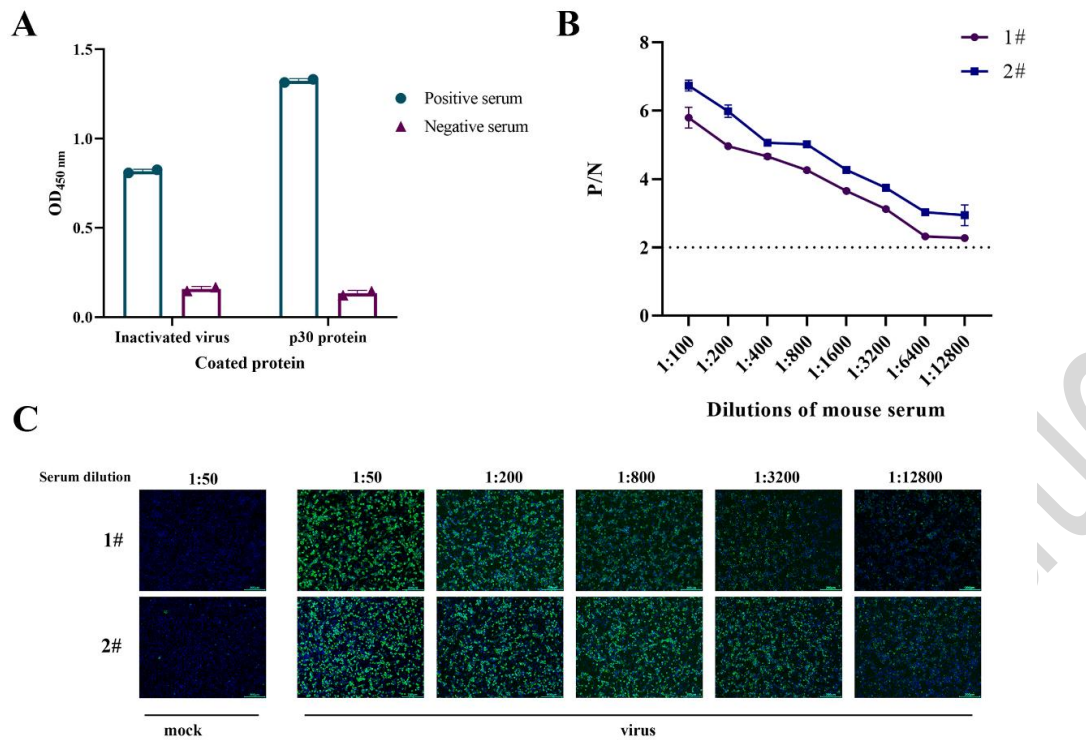 A
1.5
1.0
0.5
0.0
OD450 nm
Positive serum
Negative serum
Inactivated virus
p30 protein
Coated protein
B
8
6
4
2
0
P/N
1#
2#
1:100
1:200
1:400
1:800
1:1600
1:3200
1:6400
1:12800
Dilutions of mouse serum
C
Serum dilution 1:50 1:50 1:200 1:800 1:3200 1:12800
1#
2#
mock
virus